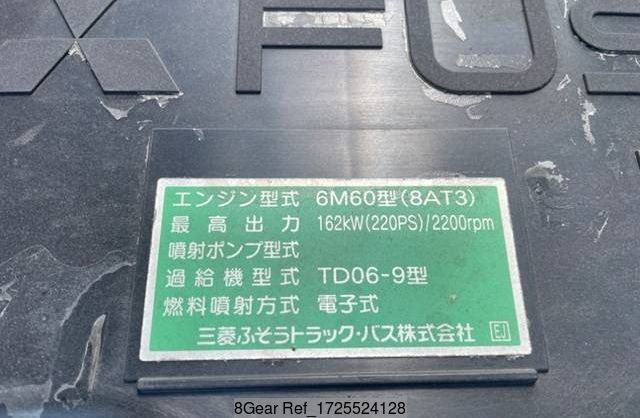 FUS
エンジン型式 6M60型(8AT3)
最高出力 162kW(220PS)/2200rpm
噴射ポンプ型式
過給機型式 TD06-9型
燃料噴射方式 電子式
三菱ふそうトラック・バス株式会社 EJ
8Gear Ref_1725524128